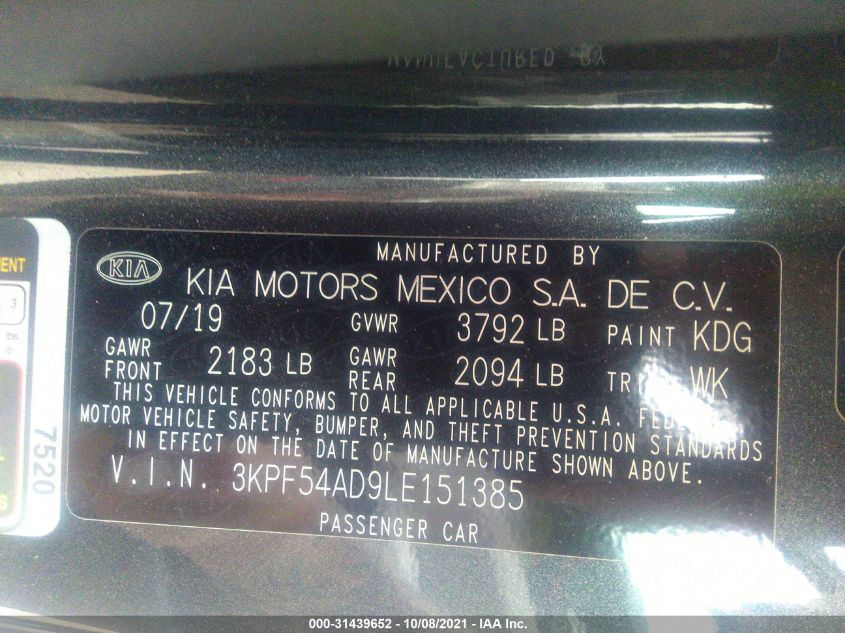 MANUFACTURED BY
KIA
KIA MOTORS MEXICO S.A. DE C.V.
07/19 GVWR 3792 LB PAINT KDG
GAWR FRONT 2183 LB GAWR REAR 2094 LB WK
THIS VEHICLE CONFORMS TO ALL APPLICABLE U.S.A.
MOTOR VEHICLE SAFETY, BUMPER, AND THEFT PREVENTION STANDARDS
IN EFFECT ON THE DATE OF MANUFACTURE SHOWN ABOVE.
V.I.N. 3KPF54AD9LE151385
PASSENGER CAR
3
lbs.
7520
000-31439652 - 10/08/2021 - IAA Inc.